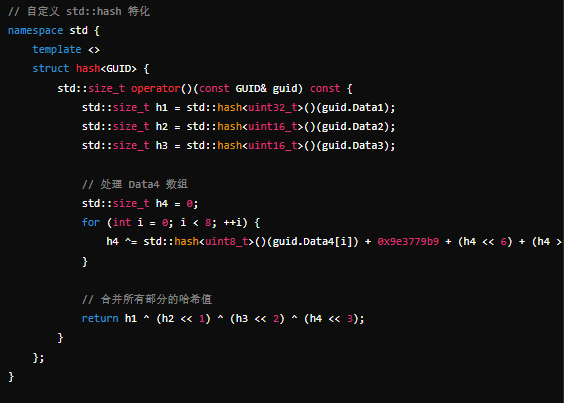 // 自定义 std::hash 特化
namespace std {
    template <>
    struct hash<GUID> {
        std::size_t operator()(const GUID& guid) const {
            std::size_t h1 = std::hash<uint32_t>()(guid.Data1);
            std::size_t h2 = std::hash<uint16_t>()(guid.Data2);
            std::size_t h3 = std::hash<uint16_t>()(guid.Data3);

            // 处理 Data4 数组
            std::size_t h4 = 0;
            for (int i = 0; i < 8; ++i) {
                h4 ^= std::hash<uint8_t>()(guid.Data4[i]) + 0x9e3779b9 + (h4 << 6) + (h4 >
            }

            // 合并所有部分的哈希值
            return h1 ^ (h2 << 1) ^ (h3 << 2) ^ (h4 << 3);
        }
    };
}